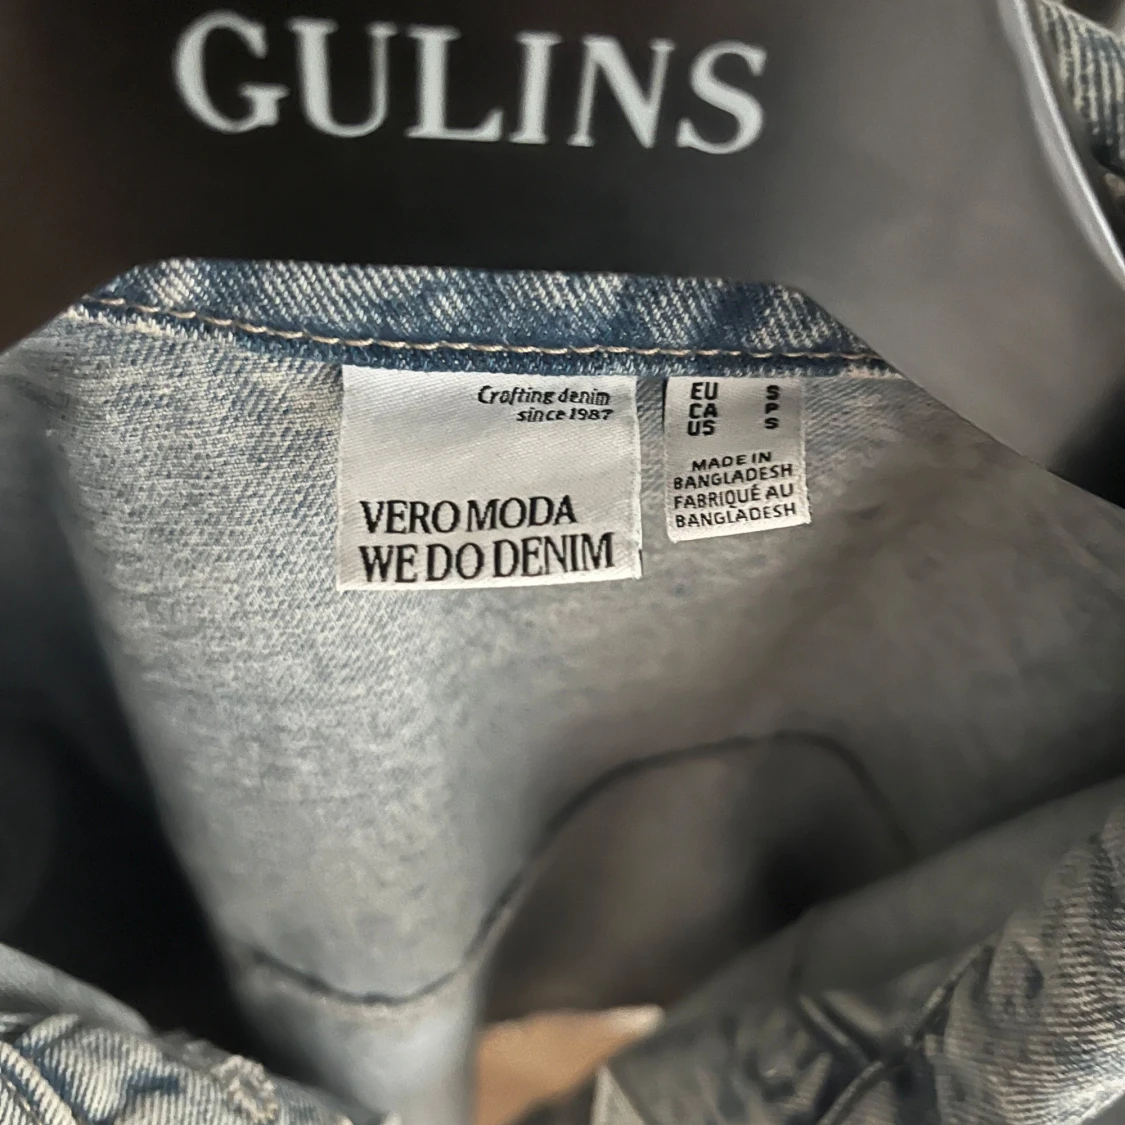 GULINS
Crafting denim
since 1987
VERO MODA
WE DO DENIM
EU S
CA P
US S
MADE IN
BANGLADESH
FABRIQUÉ AU
BANGLADESH